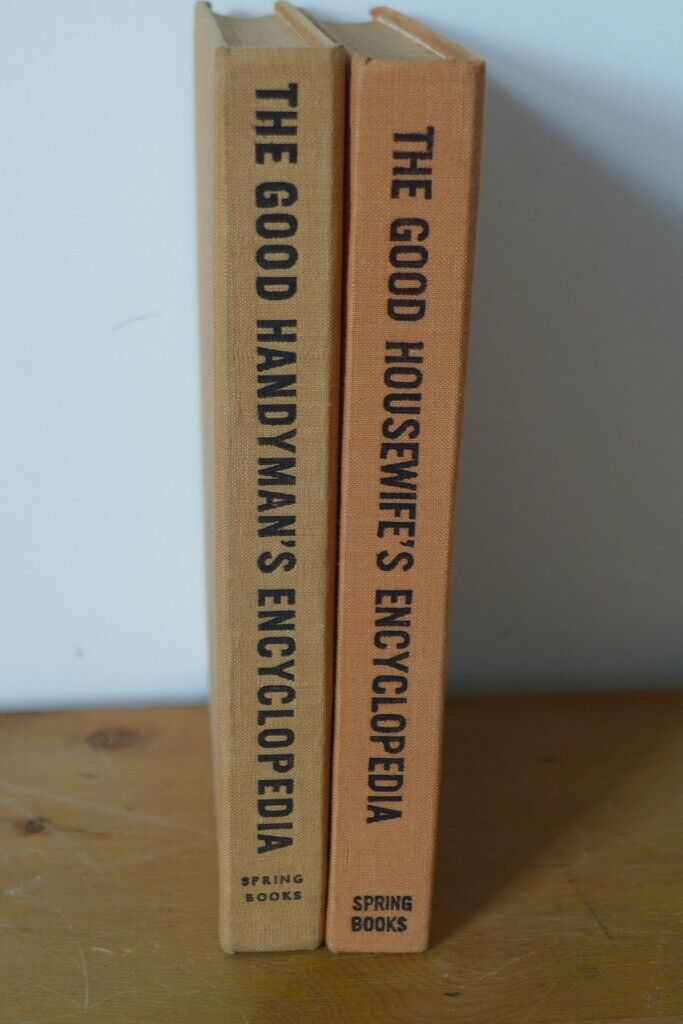 THE GOOD HANDYMAN'S ENCYCLOPEDIA
SPRING
BOOKS
THE GOOD HOUSEWIFE'S ENCYCLOPEDIA
SPRING
BOOKS